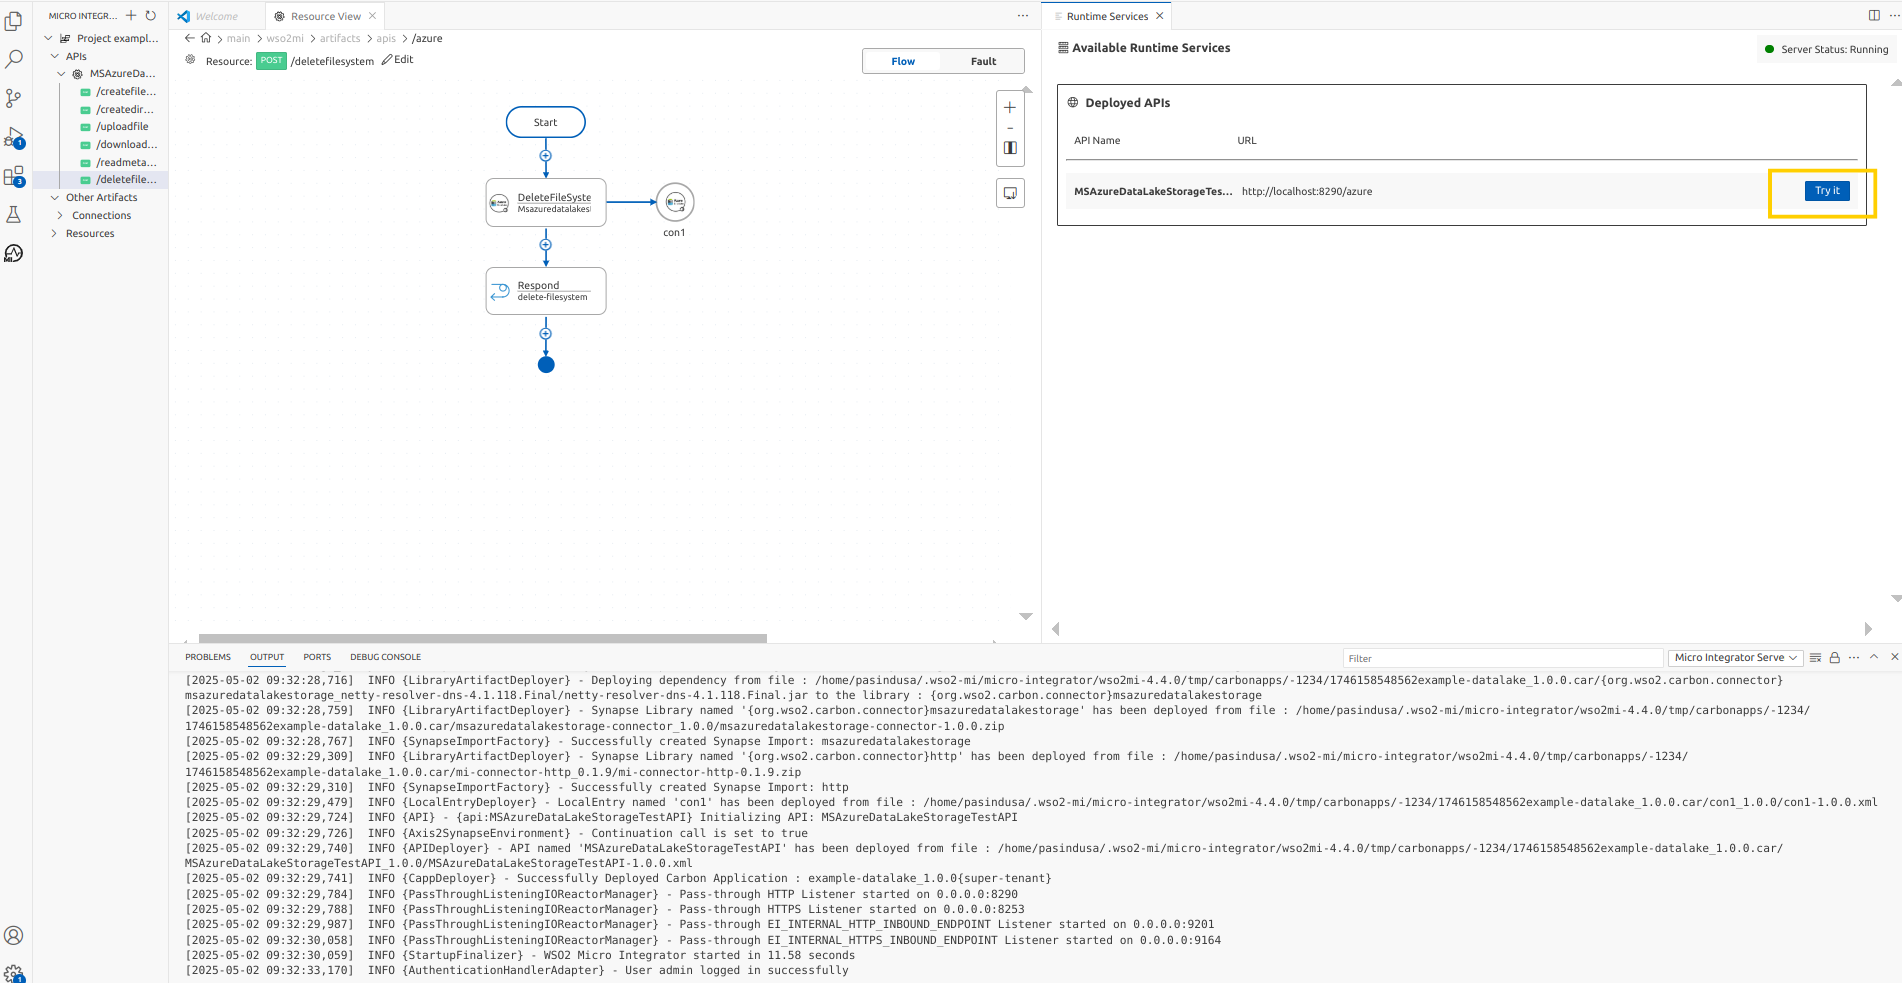 MICRO INTEGR...
Project exampl...
APIs
MSAzureDa...
/createfile...
/createdir...
/uploadfile
/download...
/readmeta...
/deletefile...
Other Artifacts
Connections
Resources
1
3
1
Welcome
Resource View
main > wso2mi > artifacts > apis > /azure
Resource: POST /deletefilesystem Edit
Flow Fault
Start
DeleteFileSyste
Msazuredatalakesl
con1
Respond
delete-filesystem
Runtime Services
Available Runtime Services
Server Status: Running
Deployed APIs
API Name URL
MSAzureDataLakeStorageTes... http://localhost:8290/azure Try it
PROBLEMS OUTPUT PORTS DEBUG CONSOLE
Filter
Micro Integrator Serve
[2025-05-02 09:32:28,716] INFO {LibraryArtifactDeployer} - Deploying dependency from file : /home/pasindusa/.wso2-mi/micro-integrator/wso2mi-4.4.0/tmp/carbonapps/-1234/1746158548562example-datalake_1.0.0.car/{org.wso2.carbon.connector}
msazuredatalakestorage_netty-resolver-dns-4.1.118.Final/netty-resolver-dns-4.1.118.Final.jar to the library : {org.wso2.carbon.connector}msazuredatalakestorage
[2025-05-02 09:32:28,759] INFO {LibraryArtifactDeployer} - Synapse Library named '{org.wso2.carbon.connector}msazuredatalakestorage' has been deployed from file : /home/pasindusa/.wso2-mi/micro-integrator/wso2mi-4.4.0/tmp/carbonapps/-1234/
1746158548562example-datalake_1.0.0.car/msazuredatalakestorage-connector_1.0.0/msazuredatalakestorage-connector-1.0.0.zip
[2025-05-02 09:32:28,767] INFO {SynapseImportFactory} - Successfully created Synapse Import: msazuredatalakestorage
[2025-05-02 09:32:29,309] INFO {LibraryArtifactDeployer} - Synapse Library named '{org.wso2.carbon.connector}http' has been deployed from file : /home/pasindusa/.wso2-mi/micro-integrator/wso2mi-4.4.0/tmp/carbonapps/-1234/
1746158548562example-datalake_1.0.0.car/mi-connector-http_0.1.9/mi-connector-http-0.1.9.zip
[2025-05-02 09:32:29,310] INFO {SynapseImportFactory} - Successfully created Synapse Import: http
[2025-05-02 09:32:29,479] INFO {LocalEntryDeployer} - LocalEntry named 'con1' has been deployed from file : /home/pasindusa/.wso2-mi/micro-integrator/wso2mi-4.4.0/tmp/carbonapps/-1234/1746158548562example-datalake_1.0.0.car/con1_1.0.0/con1-1.0.0.xml
[2025-05-02 09:32:29,724] INFO {API} - {api:MSAzureDataLakeStorageTestAPI} Initializing API: MSAzureDataLakeStorageTestAPI
[2025-05-02 09:32:29,726] INFO {Axis2SynapseEnvironment} - Continuation call is set to true
[2025-05-02 09:32:29,740] INFO {APIDeployer} - API named 'MSAzureDataLakeStorageTestAPI' has been deployed from file : /home/pasindusa/.wso2-mi/micro-integrator/wso2mi-4.4.0/tmp/carbonapps/-1234/1746158548562example-datalake_1.0.0.car/
MSAzureDataLakeStorageTestAPI_1.0.0/MSAzureDataLakeStorageTestAPI-1.0.0.xml
[2025-05-02 09:32:29,741] INFO {CappDeployer} - Successfully Deployed Carbon Application : example-datalake_1.0.0{super-tenant}
[2025-05-02 09:32:29,784] INFO {PassThroughListeningIOReactorManager} - Pass-through HTTP Listener started on 0.0.0.0:8290
[2025-05-02 09:32:29,788] INFO {PassThroughListeningIOReactorManager} - Pass-through HTTPS Listener started on 0.0.0.0:8253
[2025-05-02 09:32:29,987] INFO {PassThroughListeningIOReactorManager} - Pass-through EI_INTERNAL_HTTP_INBOUND_ENDPOINT Listener started on 0.0.0.0:9201
[2025-05-02 09:32:30,058] INFO {PassThroughListeningIOReactorManager} - Pass-through EI_INTERNAL_HTTPS_INBOUND_ENDPOINT Listener started on 0.0.0.0:9164
[2025-05-02 09:32:30,059] INFO {StartupFinalizer} - WSO2 Micro Integrator started in 11.58 seconds
[2025-05-02 09:32:33,170] INFO {AuthenticationHandlerAdapter} - User admin logged in successfully